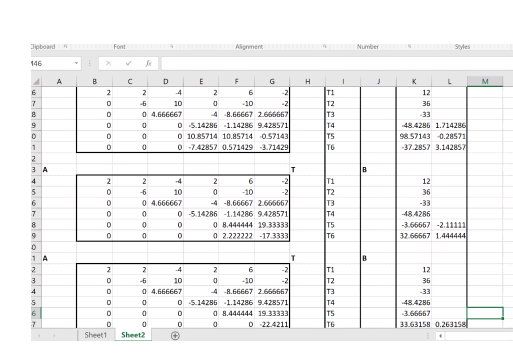 Clipboard Font Alignment Number Styles
M46 fx
A B C D E F G H I J K L M
6 2 2 -4 2 6 -2 T1 12
7 0 -6 10 0 -10 -2 T2 36
8 0 0 4.666667 -4 -8.66667 2.666667 T3 -33
9 0 0 0 -5.14286 -1.14286 9.428571 T4 -48.4286 1.714286
0 0 0 0 10.85714 10.85714 -0.57143 T5 98.57143 -0.28571
1 0 0 0 -7.42857 0.571429 -3.71429 T6 -37.2857 3.142857
2
3 A T B
4 2 2 -4 2 6 -2 T1 12
5 0 -6 10 0 -10 -2 T2 36
6 0 0 4.666667 -4 -8.66667 2.666667 T3 -33
7 0 0 0 -5.14286 -1.14286 9.428571 T4 -48.4286
8 0 0 0 0 8.444444 19.33333 T5 -3.66667 -2.11111
9 0 0 0 0 2.222222 -17.3333 T6 32.66667 1.444444
0
1 A T B
2 2 2 -4 2 6 -2 T1 12
3 0 -6 10 0 -10 -2 T2 36
4 0 0 4.666667 -4 -8.66667 2.666667 T3 -33
5 0 0 0 -5.14286 -1.14286 9.428571 T4 -48.4286
6 0 0 0 0 8.444444 19.33333 T5 -3.66667
7 0 0 0 0 0 -22.4211 T6 33.63158 0.263158
Sheet1 Sheet2